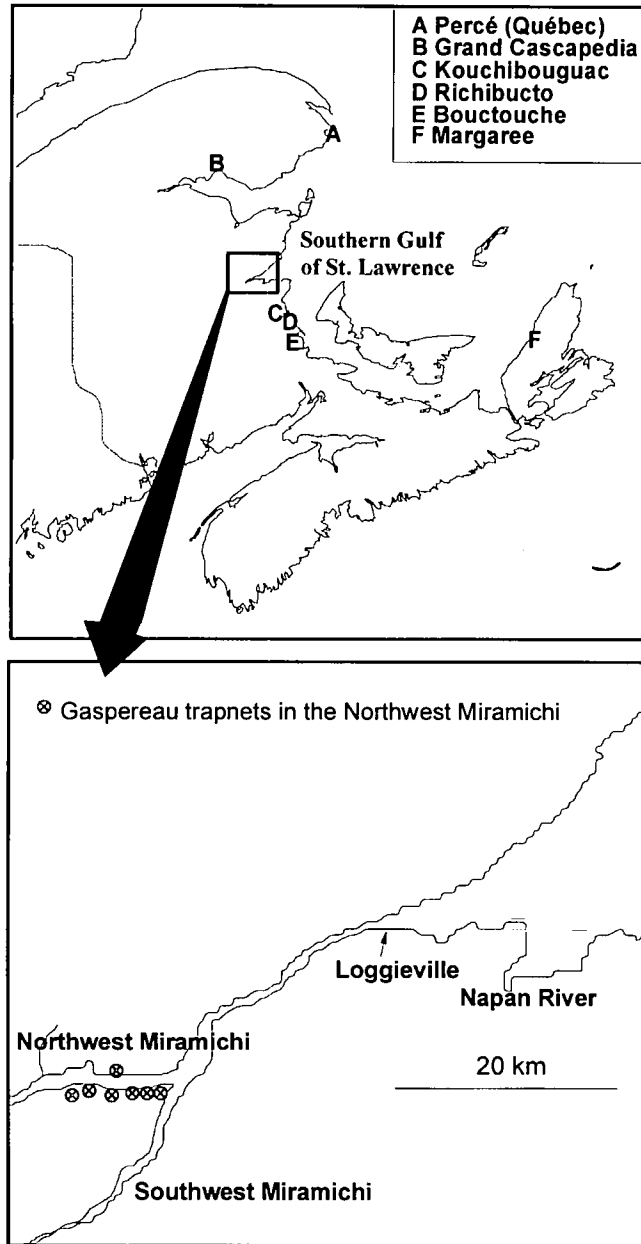 A Percé (Québec)
B Grand Cascapedia
C Kouchibouguac
D Richibucto
E Bouctouche
F Margaree
A
B
Southern Gulf
of St. Lawrence
C
D
E
F
⊗ Gaspereau trapnets in the Northwest Miramichi
Loggieville
Napan River
Northwest Miramichi
20 km
Southwest Miramichi